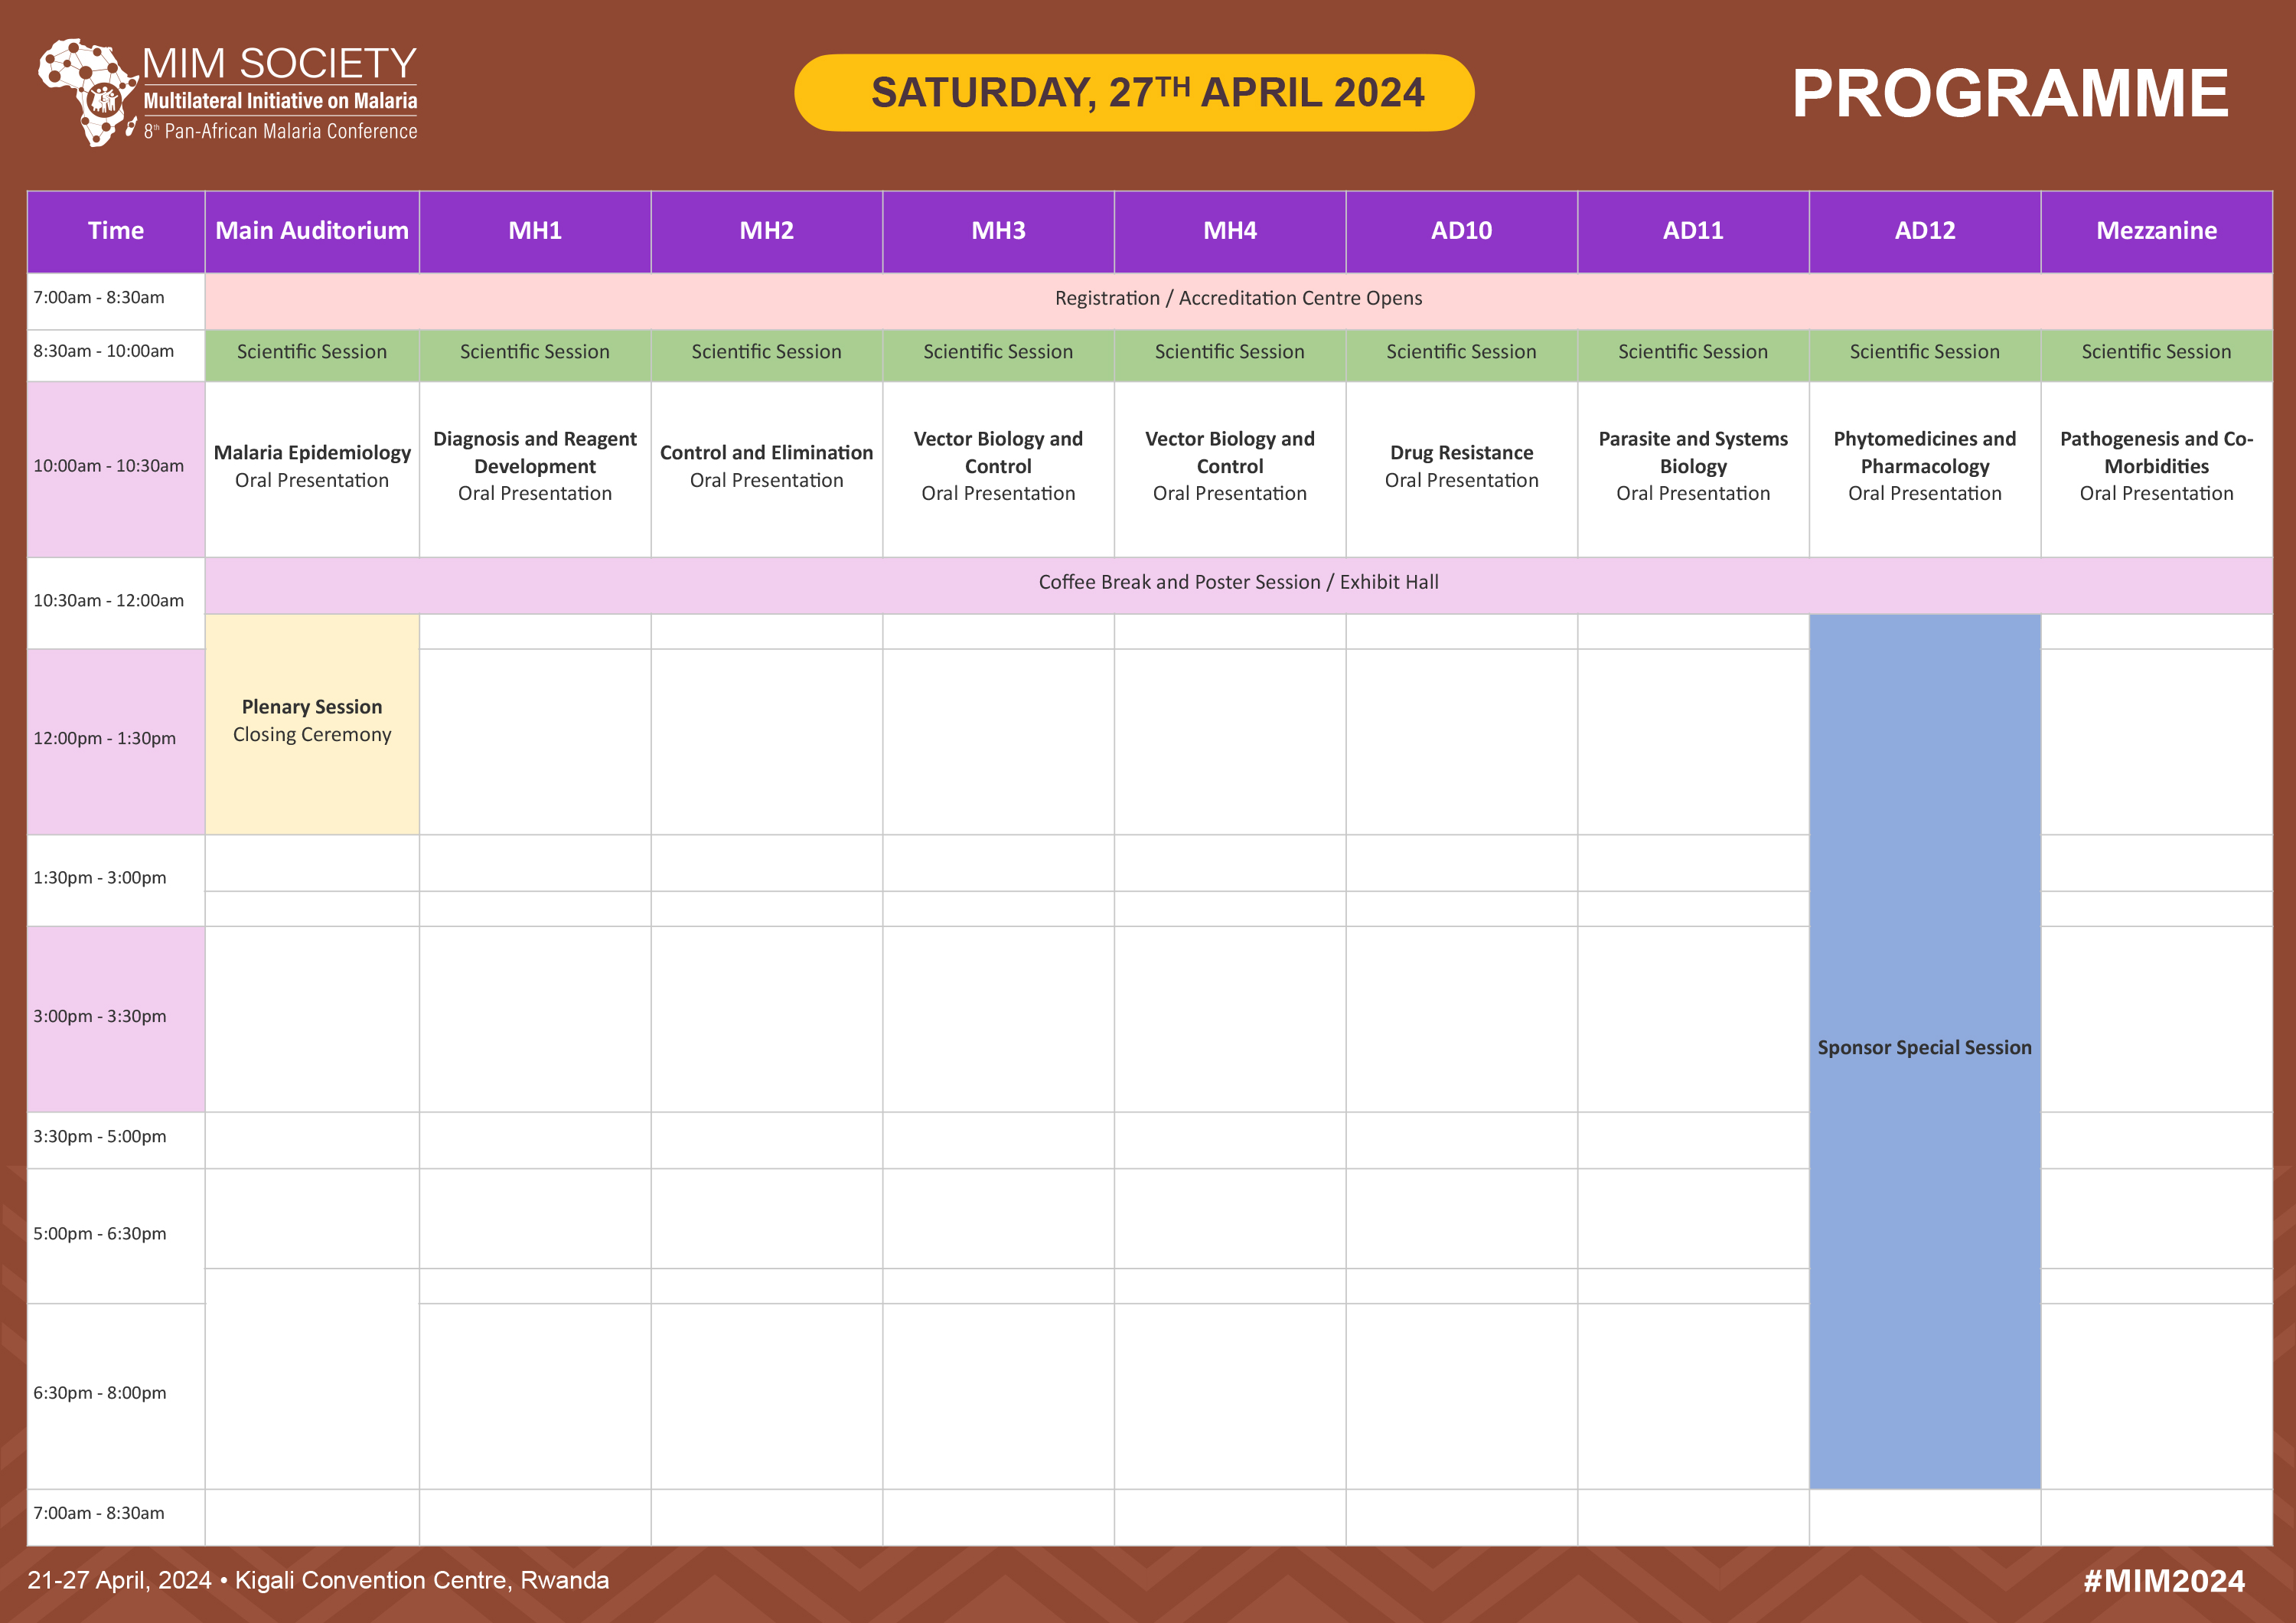 MIM SOCIETY
Multilateral Initiative on Malaria
8th Pan-African Malaria Conference
SATURDAY, 27TH APRIL 2024
PROGRAMME
Time Main Auditorium MH1 MH2 MH3 MH4 AD10 AD11 AD12 Mezzanine
7:00am - 8:30am Registration / Accreditation Centre Opens
8:30am - 10:00am Scientific Session Scientific Session Scientific Session Scientific Session Scientific Session Scientific Session Scientific Session Scientific Session Scientific Session
10:00am - 10:30am
Malaria Epidemiology
Oral Presentation
Diagnosis and Reagent
Development
Oral Presentation
Control and Elimination
Oral Presentation
Vector Biology and
Control
Oral Presentation
Vector Biology and
Control
Oral Presentation
Drug Resistance
Oral Presentation
Parasite and Systems
Biology
Oral Presentation
Phytomedicines and
Pharmacology
Oral Presentation
Pathogenesis and Co-
Morbidities
Oral Presentation
10:30am - 12:00am
Coffee Break and Poster Session / Exhibit Hall
Plenary Session
Closing Ceremony
12:00pm - 1:30pm
1:30pm - 3:00pm
3:00pm - 3:30pm
Sponsor Special Session
3:30pm - 5:00pm
5:00pm - 6:30pm
6:30pm - 8:00pm
7:00am - 8:30am
21-27 April, 2024 • Kigali Convention Centre, Rwanda
#MIM2024